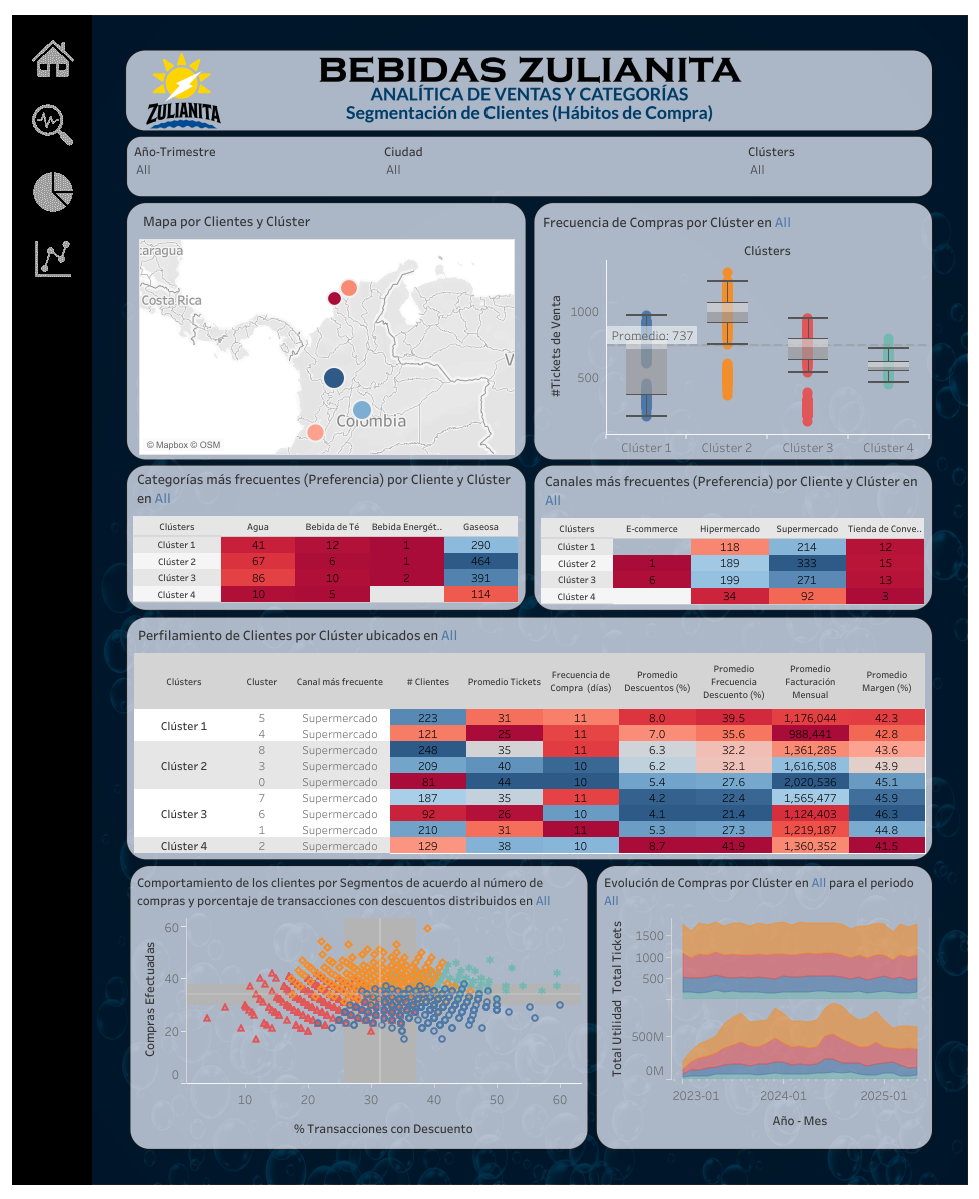 BEBIDAS ZULIANITA
ANALÍTICA DE VENTAS Y CATEGORÍAS
Segmentación de Clientes (Hábitos de Compra)
ZULIANITA
Año-Trimestre Ciudad Clústers
All All All
Mapa por Clientes y Clúster
caragua
Costa Rica
V
Colombia
© Mapbox © OSM
Frecuencia de Compras por Clúster en All
Clústers
#Tickets de Venta
1000
Promedio: 737
500
Clúster 1 Clúster 2 Clúster 3 Clúster 4
Categorías más frecuentes (Preferencia) por Cliente y Clúster
en All
Clústers Agua Bebida de Té Bebida Energét.. Gaseosa
Clúster 1 41 12 1 290
Clúster 2 67 6 1 464
Clúster 3 86 10 2 391
Clúster 4 10 5 114
Canales más frecuentes (Preferencia) por Cliente y Clúster en
All
Clústers E-commerce Hipermercado Supermercado Tienda de Conve..
Clúster 1 118 214 12
Clúster 2 1 189 333 15
Clúster 3 6 199 271 13
Clúster 4 34 92 3
Perfilamiento de Clientes por Clúster ubicados en All
Clústers Cluster Canal más frecuente # Clientes Promedio Tickets Frecuencia de Compra (días) Promedio Descuentos (%) Promedio Frecuencia Descuento (%) Promedio Facturación Mensual Promedio Margen (%)
Clúster 1 5 Supermercado 223 31 11 8.0 39.5 1,176,044 42.3
4 Supermercado 121 25 11 7.0 35.6 988,441 42.8
Clúster 2 8 Supermercado 248 35 11 6.3 32.2 1,361,285 43.6
3 Supermercado 209 40 10 6.2 32.1 1,616,508 43.9
0 Supermercado 81 44 10 5.4 27.6 2,020,536 45.1
Clúster 3 7 Supermercado 187 35 11 4.2 22.4 1,565,477 45.9
6 Supermercado 92 26 10 4.1 21.4 1,124,403 46.3
1 Supermercado 210 31 11 5.3 27.3 1,219,187 44.8
Clúster 4 2 Supermercado 129 38 10 8.7 41.9 1,360,352 41.5
Comportamiento de los clientes por Segmentos de acuerdo al número de
compras y porcentaje de transacciones con descuentos distribuidos en All
Compras Efectuadas
60
40
20
0
10 20 30 40 50 60
% Transacciones con Descuento
Evolución de Compras por Clúster en All para el periodo
All
Total Tickets
1500
1000
500
Total Utilidad
500M
0M
2023-01 2024-01 2025-01
Año - Mes